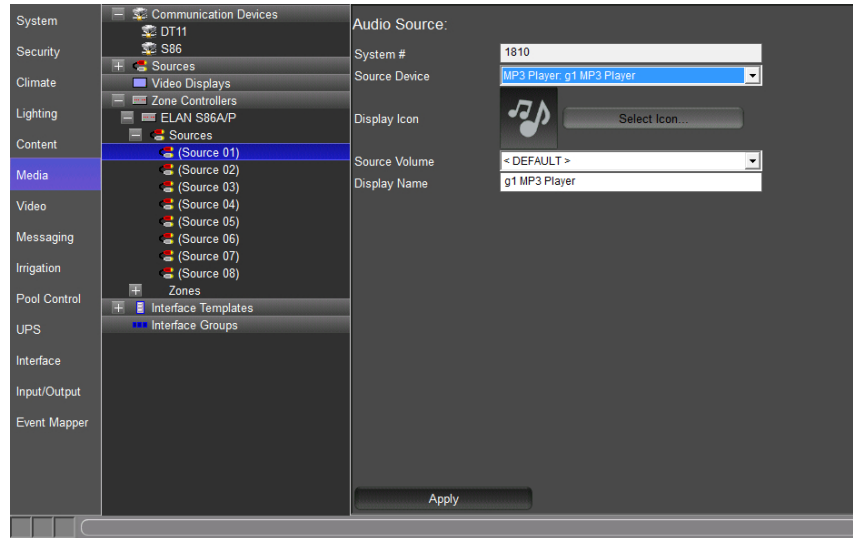 System
Security
Climate
Lighting
Content
Media
Video
Messaging
Irrigation
Pool Control
UPS
Interface
Input/Output
Event Mapper
Communication Devices
DT11
S86
Sources
Video Displays
Zone Controllers
ELAN S86A/P
Sources
(Source 01)
(Source 02)
(Source 03)
(Source 04)
(Source 05)
(Source 06)
(Source 07)
(Source 08)
Zones
Interface Templates
Interface Groups
Audio Source:
System # 1810
Source Device MP3 Player: g1 MP3 Player
Display Icon Select Icon...
Source Volume < DEFAULT >
Display Name g1 MP3 Player
Apply